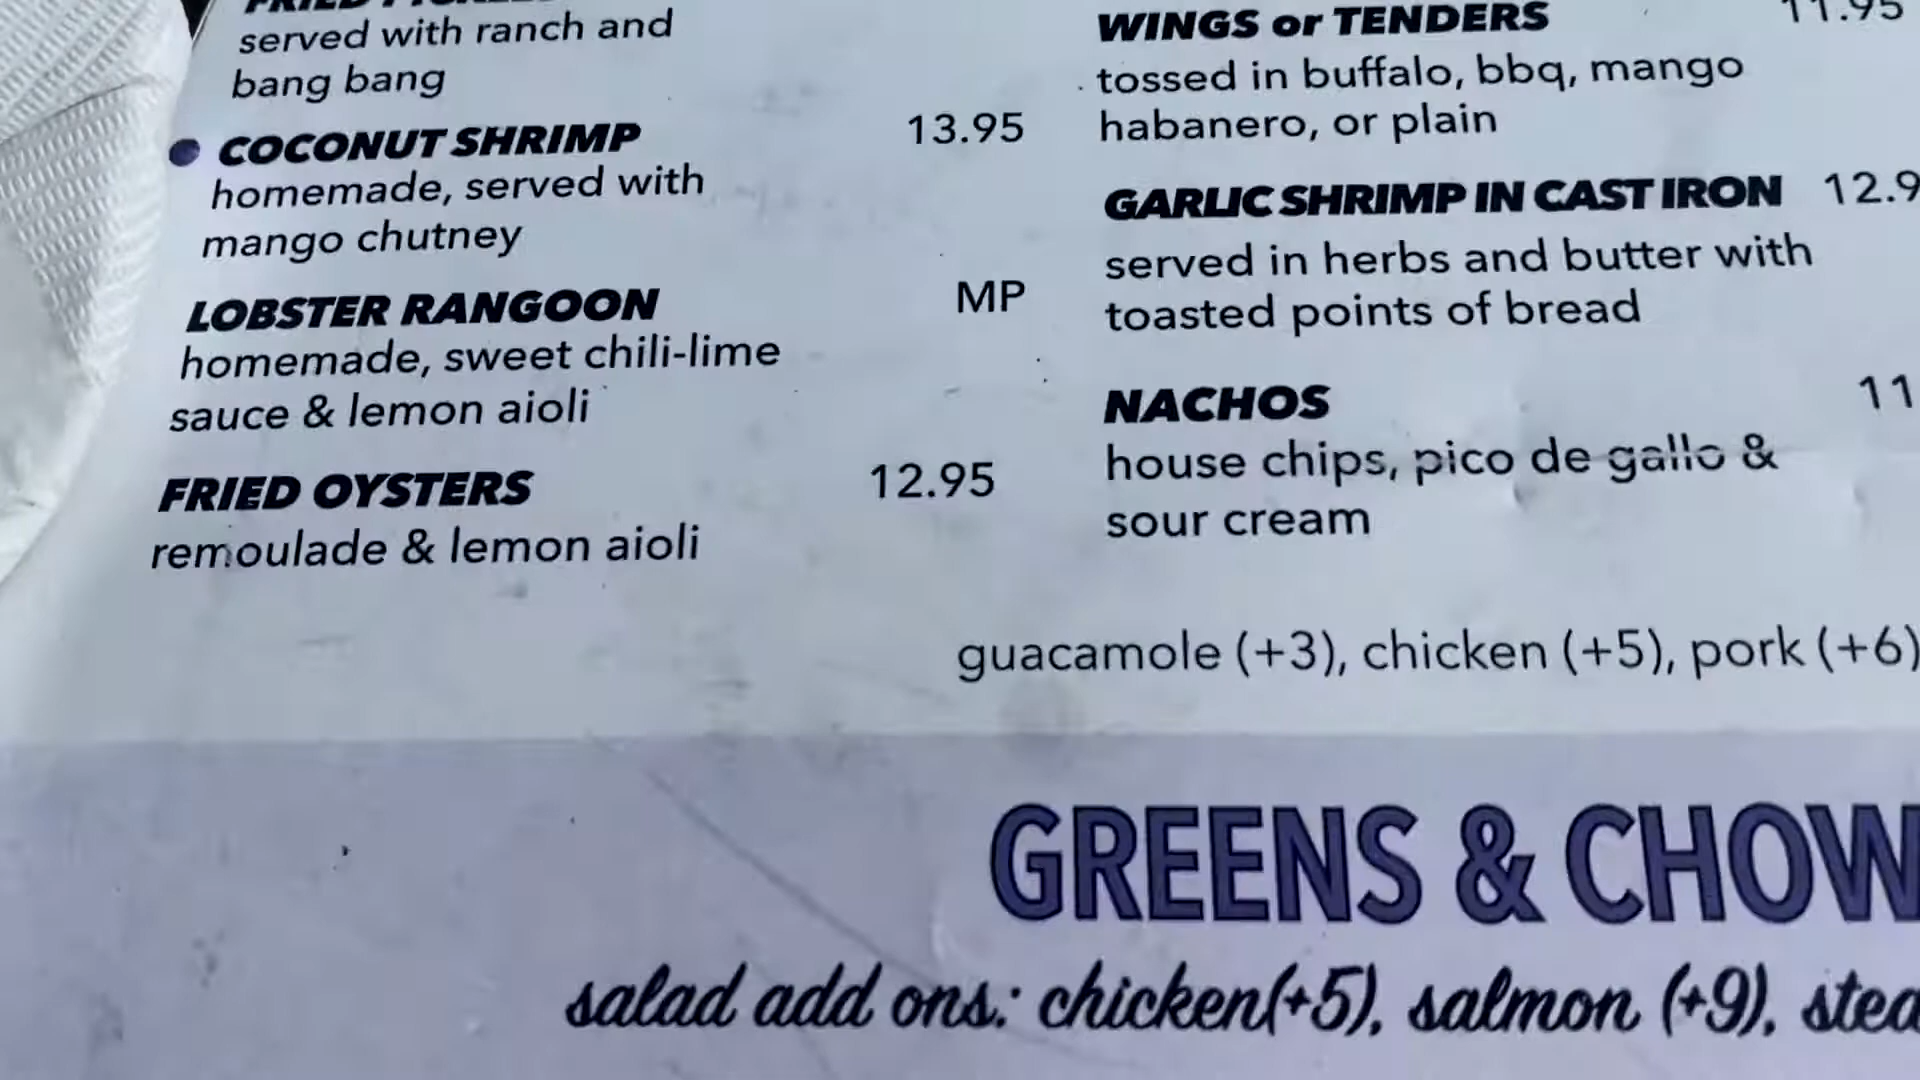 served with ranch and
bang bang
COCONUT SHRIMP 13.95
homemade, served with
mango chutney
LOBSTER RANGOON MP
homemade, sweet chili-lime
sauce & lemon aioli
FRIED OYSTERS 12.95
remoulade & lemon aioli
WINGS or TENDERS 11.95
tossed in buffalo, bbq, mango
habanero, or plain
GARLIC SHRIMP IN CAST IRON 12.9
served in herbs and butter with
toasted points of bread
NACHOS 11
house chips, pico de gallo &
sour cream
guacamole (+3), chicken (+5), pork (+6)
GREENS & CHOW
salad add ons: chicken(+5), salmon (+9),